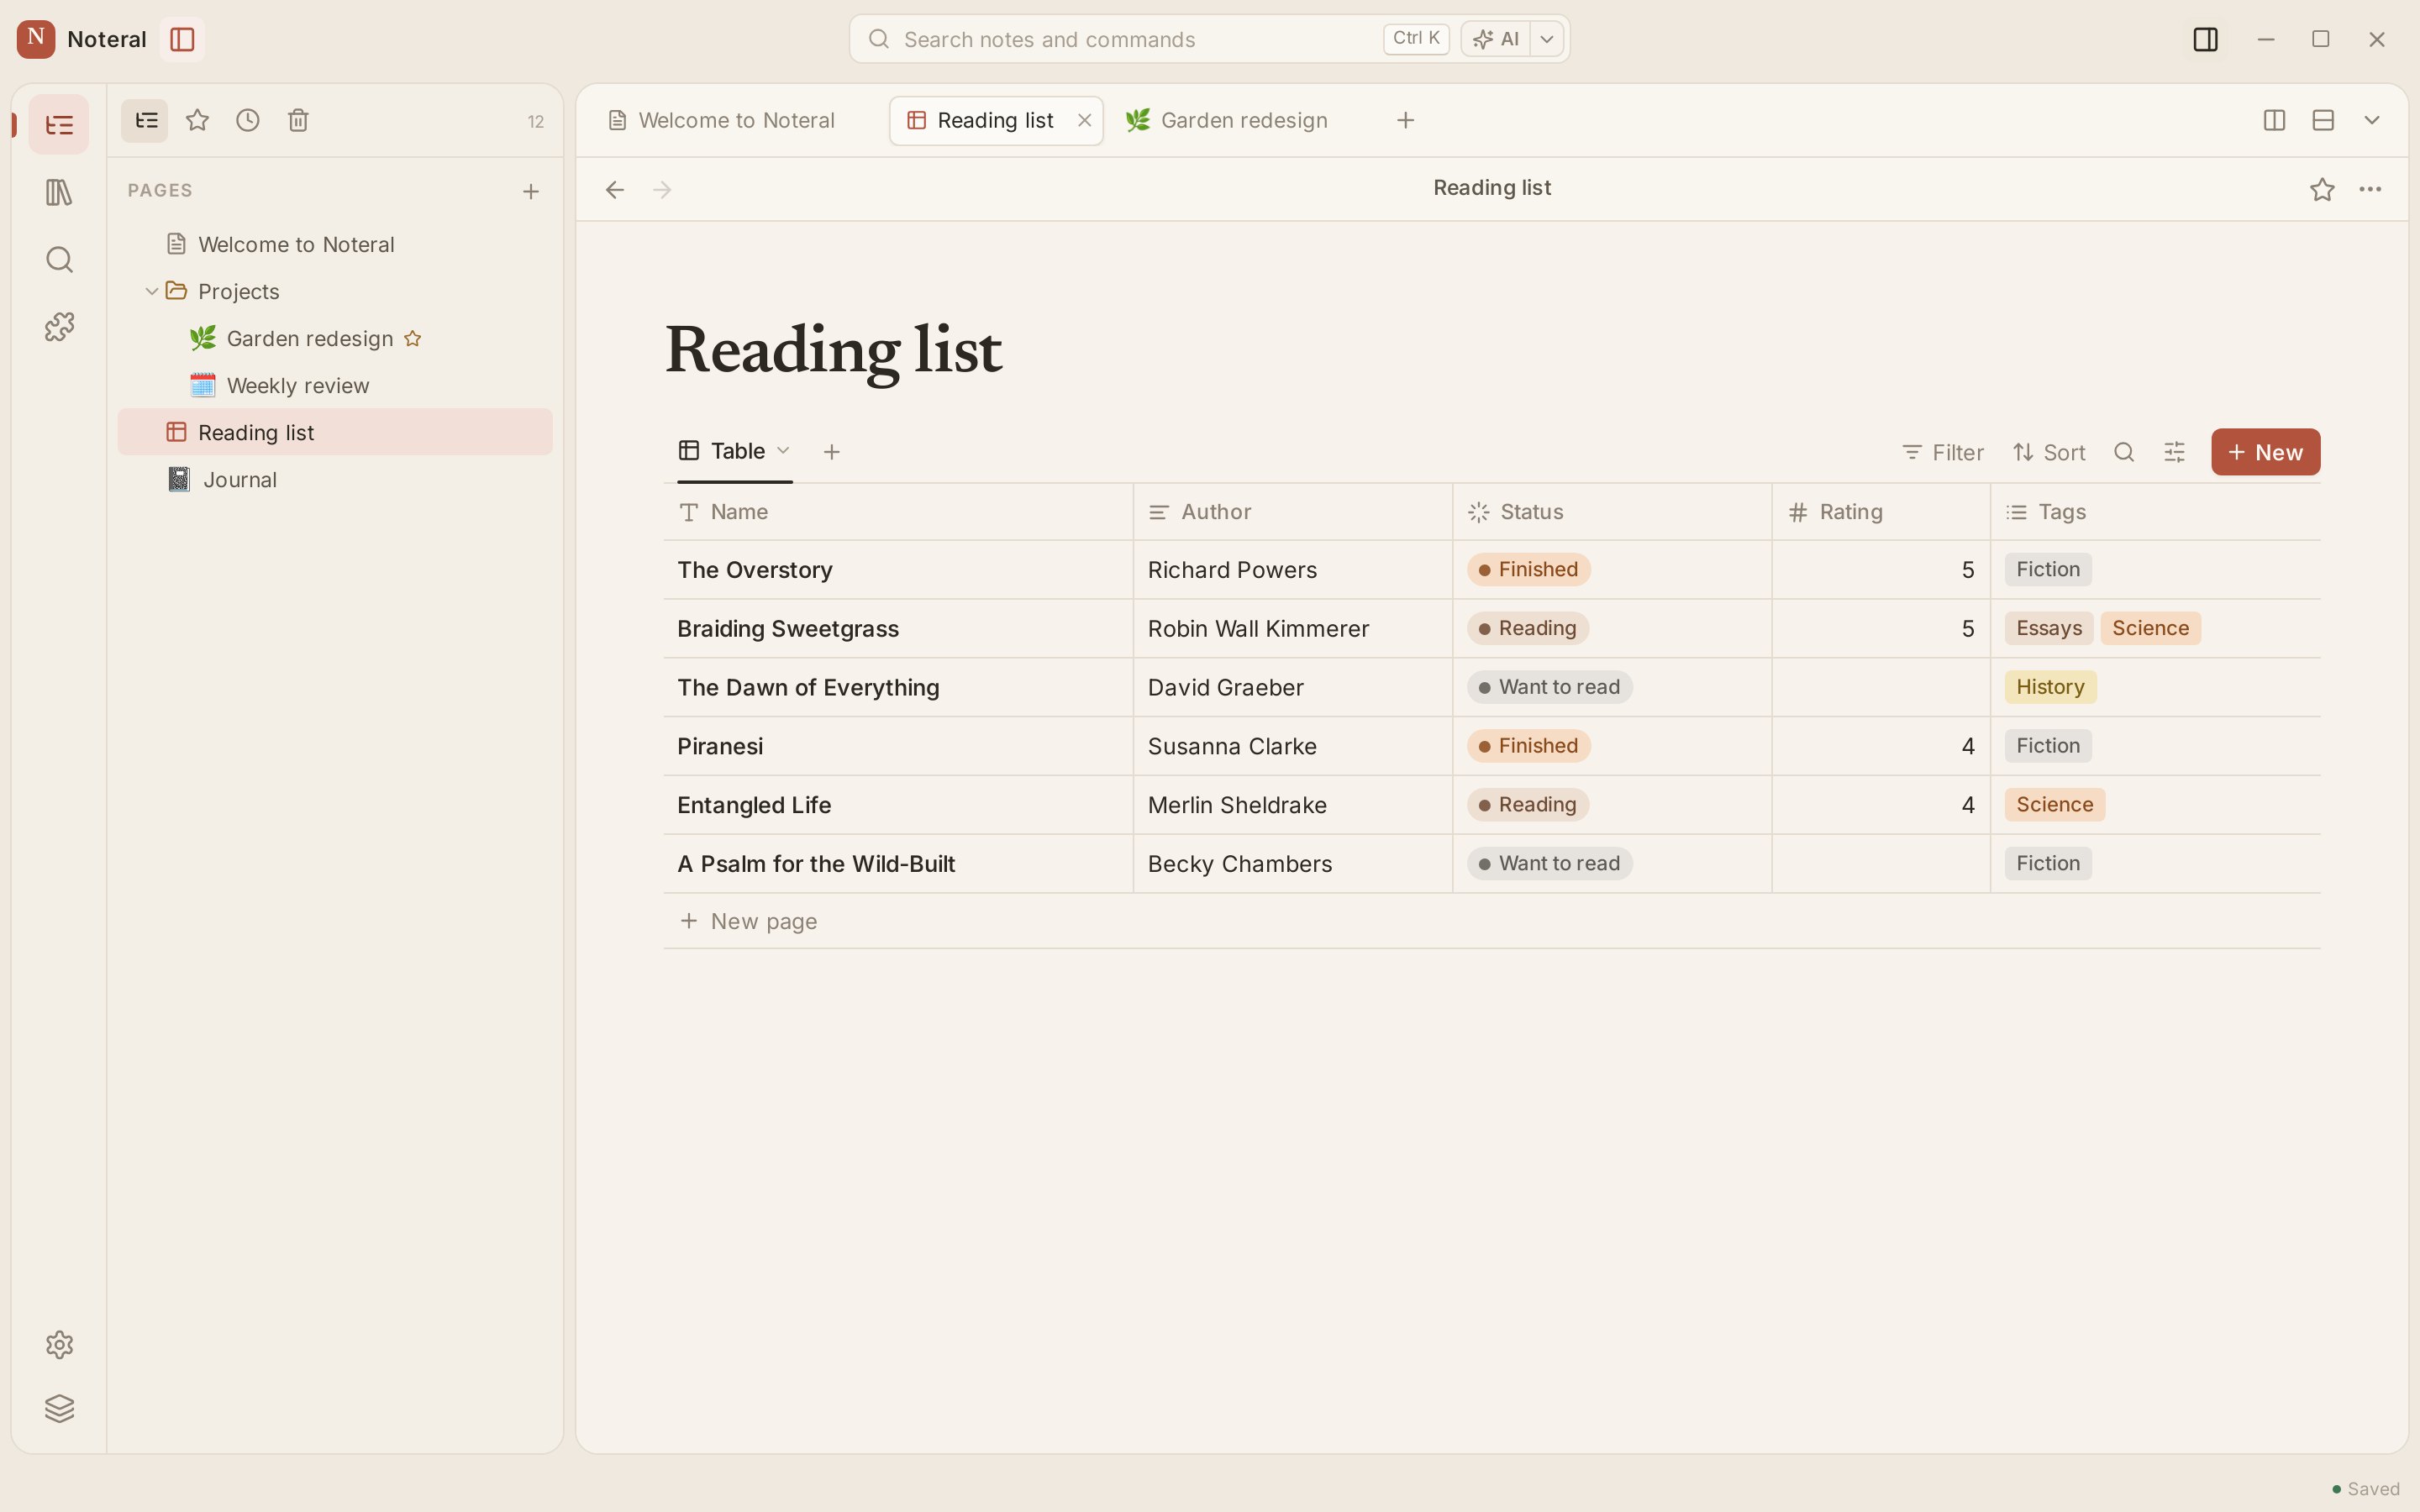 N Noteral
Search notes and commands Ctrl K AI
12
PAGES
Welcome to Noteral
Projects
Garden redesign
Weekly review
Reading list
Journal
Welcome to Noteral Reading list Garden redesign
Reading list
Reading list
Table Filter Sort New
Name Author Status Rating Tags
The Overstory Richard Powers Finished 5 Fiction
Braiding Sweetgrass Robin Wall Kimmerer Reading 5 Essays Science
The Dawn of Everything David Graeber Want to read History
Piranesi Susanna Clarke Finished 4 Fiction
Entangled Life Merlin Sheldrake Reading 4 Science
A Psalm for the Wild-Built Becky Chambers Want to read Fiction
New page
Saved